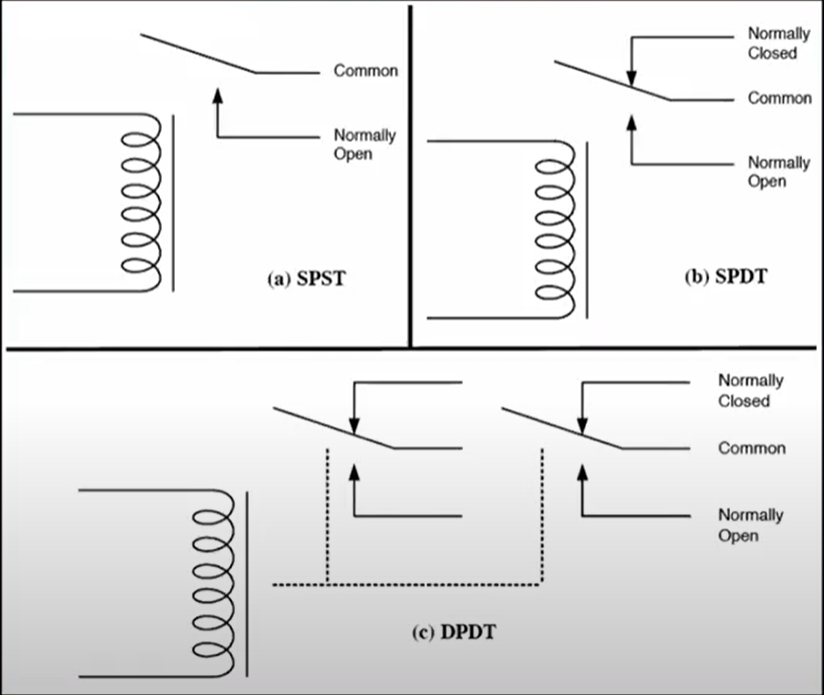 Common
Normally
Open
(a) SPST
Normally
Closed
Common
Normally
Open
(b) SPDT
Normally
Closed
Common
Normally
Open
(c) DPDT